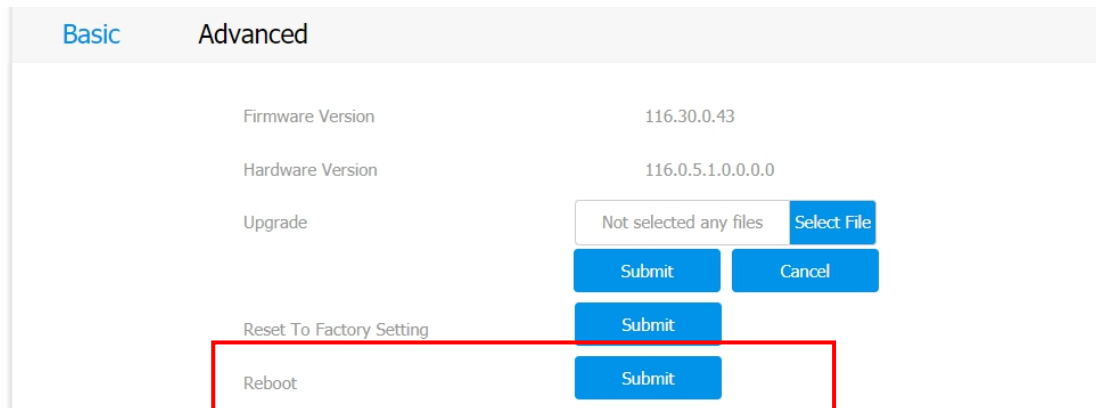 Basic Advanced
Firmware Version 116.30.0.43
Hardware Version 116.0.5.1.0.0.0.0
Upgrade Not selected any files Select File
Submit Cancel
Reset To Factory Setting Submit
Reboot Submit